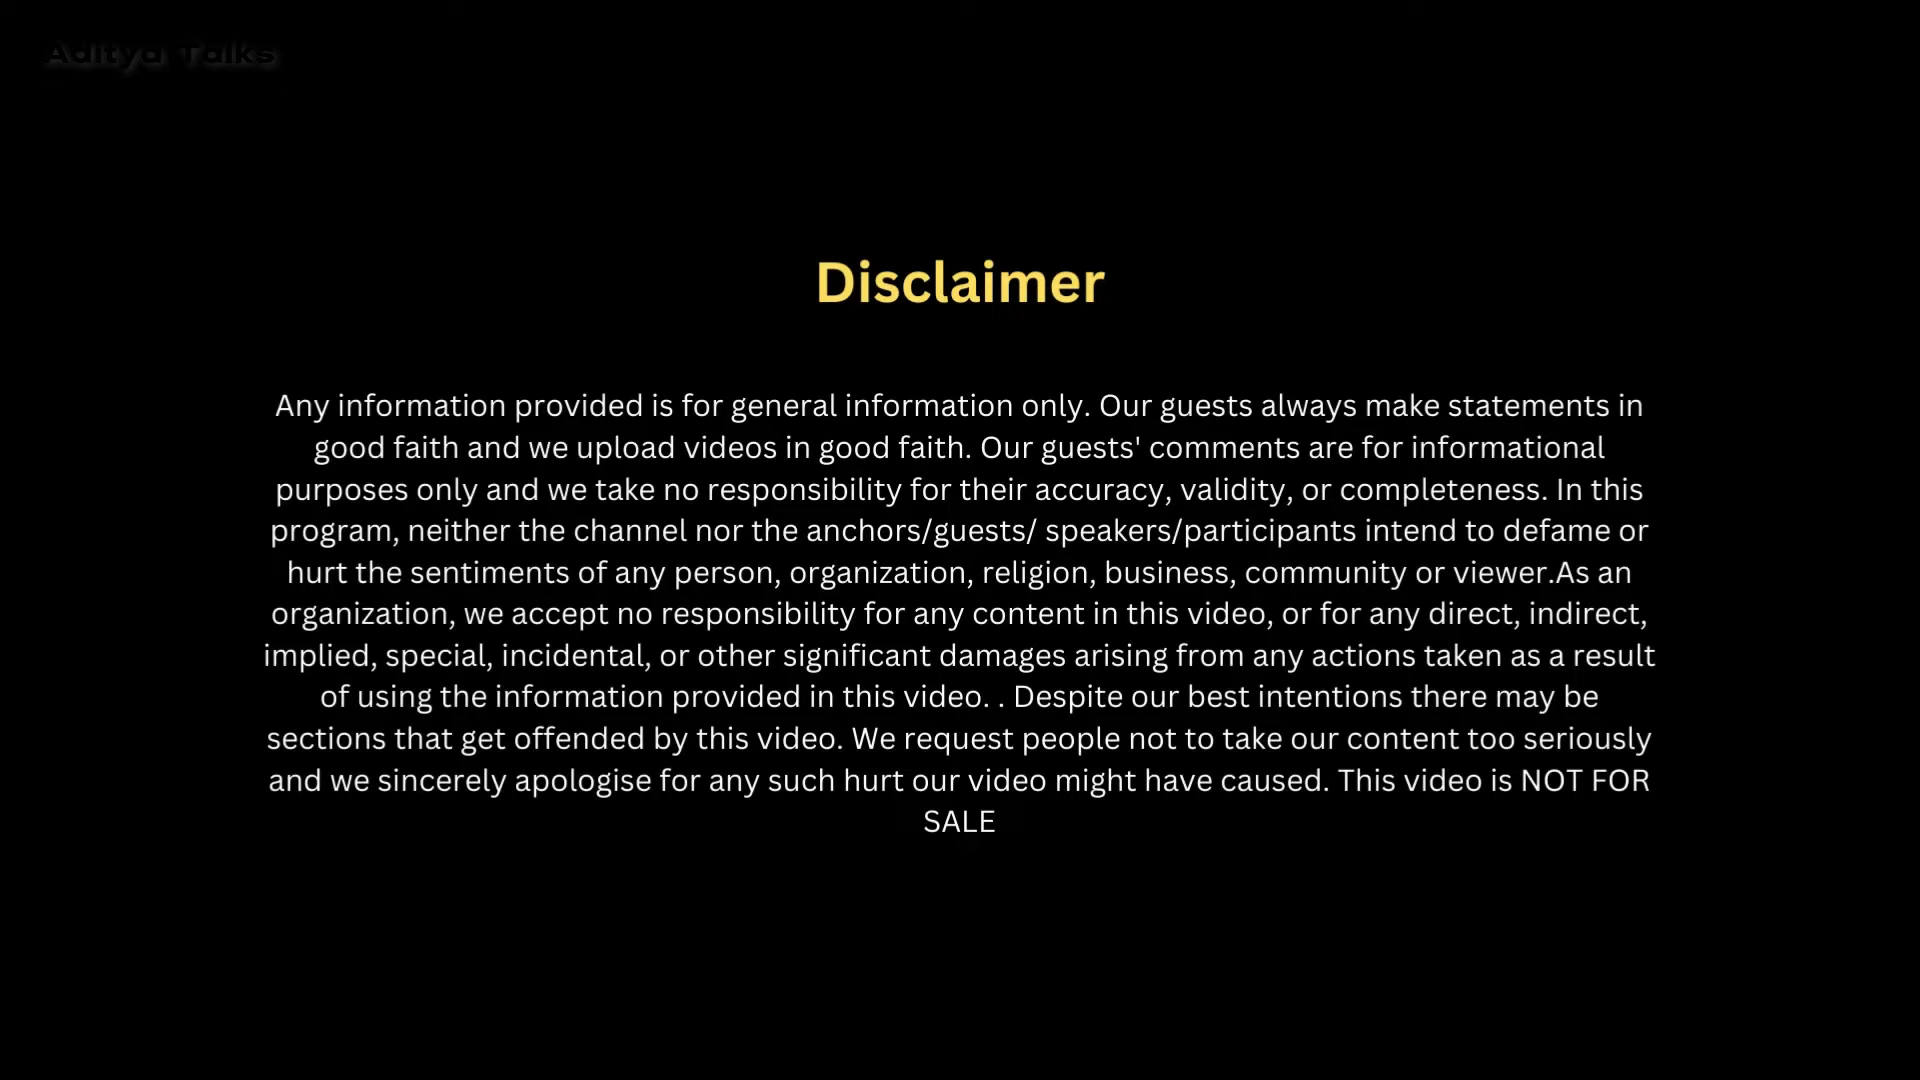 Aditya Talks
Disclaimer
Any information provided is for general information only. Our guests always make statements in
good faith and we upload videos in good faith. Our guests' comments are for informational
purposes only and we take no responsibility for their accuracy, validity, or completeness. In this
program, neither the channel nor the anchors/guests/ speakers/participants intend to defame or
hurt the sentiments of any person, organization, religion, business, community or viewer.As an
organization, we accept no responsibility for any content in this video, or for any direct, indirect,
implied, special, incidental, or other significant damages arising from any actions taken as a result
of using the information provided in this video. . Despite our best intentions there may be
sections that get offended by this video. We request people not to take our content too seriously
and we sincerely apologise for any such hurt our video might have caused. This video is NOT FOR
SALE